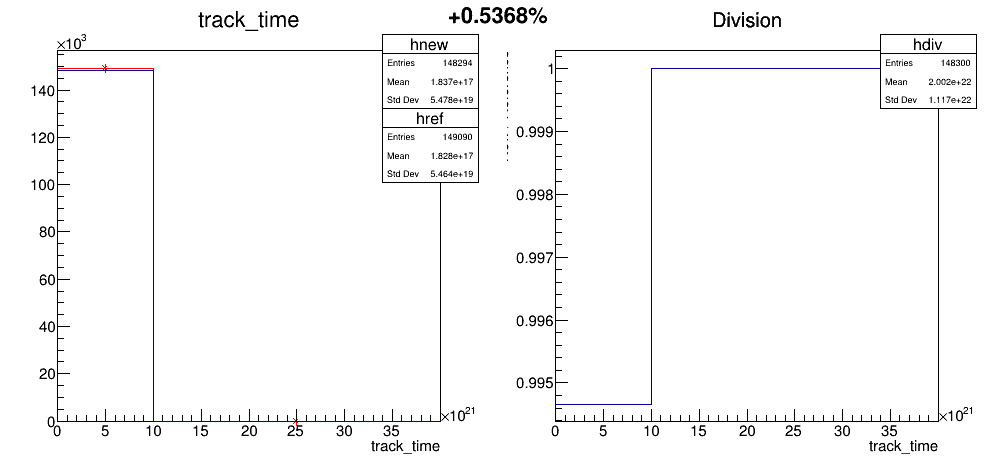 track_time
+0.5368%
Division
×10³
hnew
Entries 148294
Mean 1.837e+17
Std Dev 5.478e+19
href
Entries 149090
Mean 1.828e+17
Std Dev 5.464e+19
140
120
100
80
60
40
20
0
0 5 10 15 20 25 30 35
×10²¹
track_time
hdiv
Entries 148300
Mean 2.002e+22
Std Dev 1.117e+22
1
0.999
0.998
0.997
0.996
0.995
0 5 10 15 20 25 30 35
×10²¹
track_time